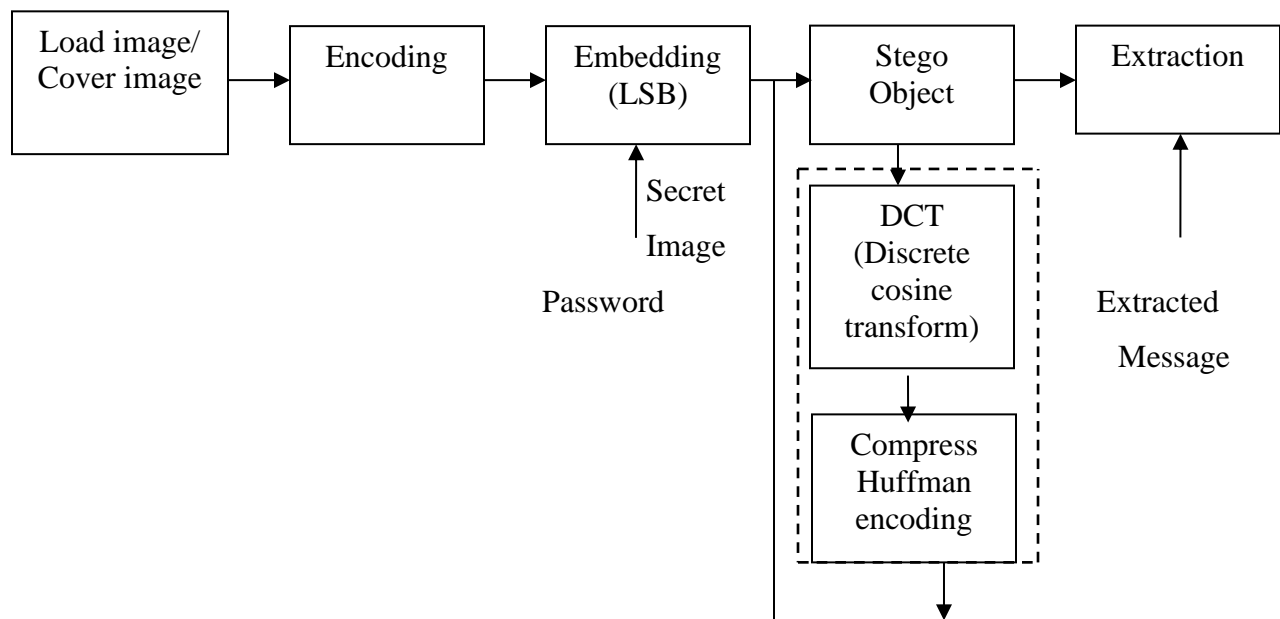 Load image/
Cover image
Encoding
Embedding
(LSB)
Stego
Object
Extraction
Secret
Image
Password
DCT
(Discrete
cosine
transform)
Extracted
Message
Compress
Huffman
encoding